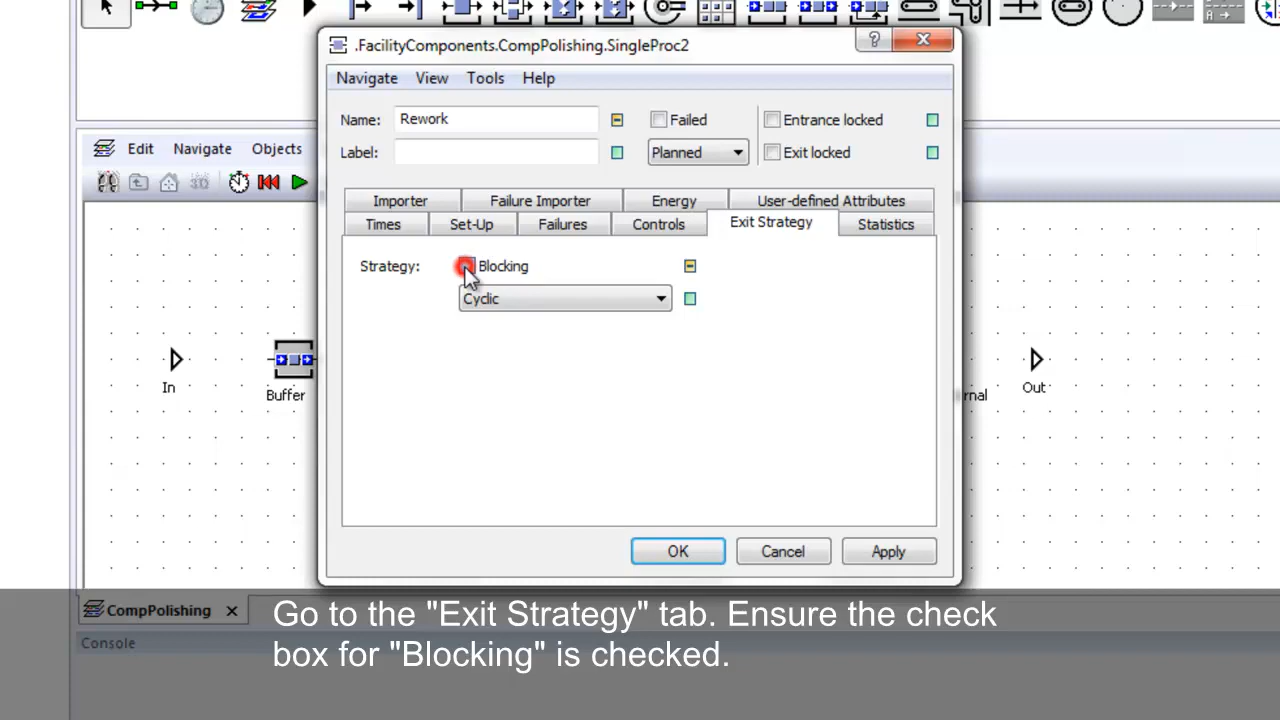 .FacilityComponents.CompPolishing.SingleProc2
Navigate View Tools Help
Name: Rework Failed Entrance locked
Label: Planned Exit locked
Edit Navigate Objects
Importer Failure Importer Energy User-defined Attributes
Times Set-Up Failures Controls Exit Strategy Statistics
Strategy: Blocking
Cyclic
In
Buffer
Out
OK Cancel Apply
CompPolishing
Console
Go to the "Exit Strategy" tab. Ensure the check
box for "Blocking" is checked.